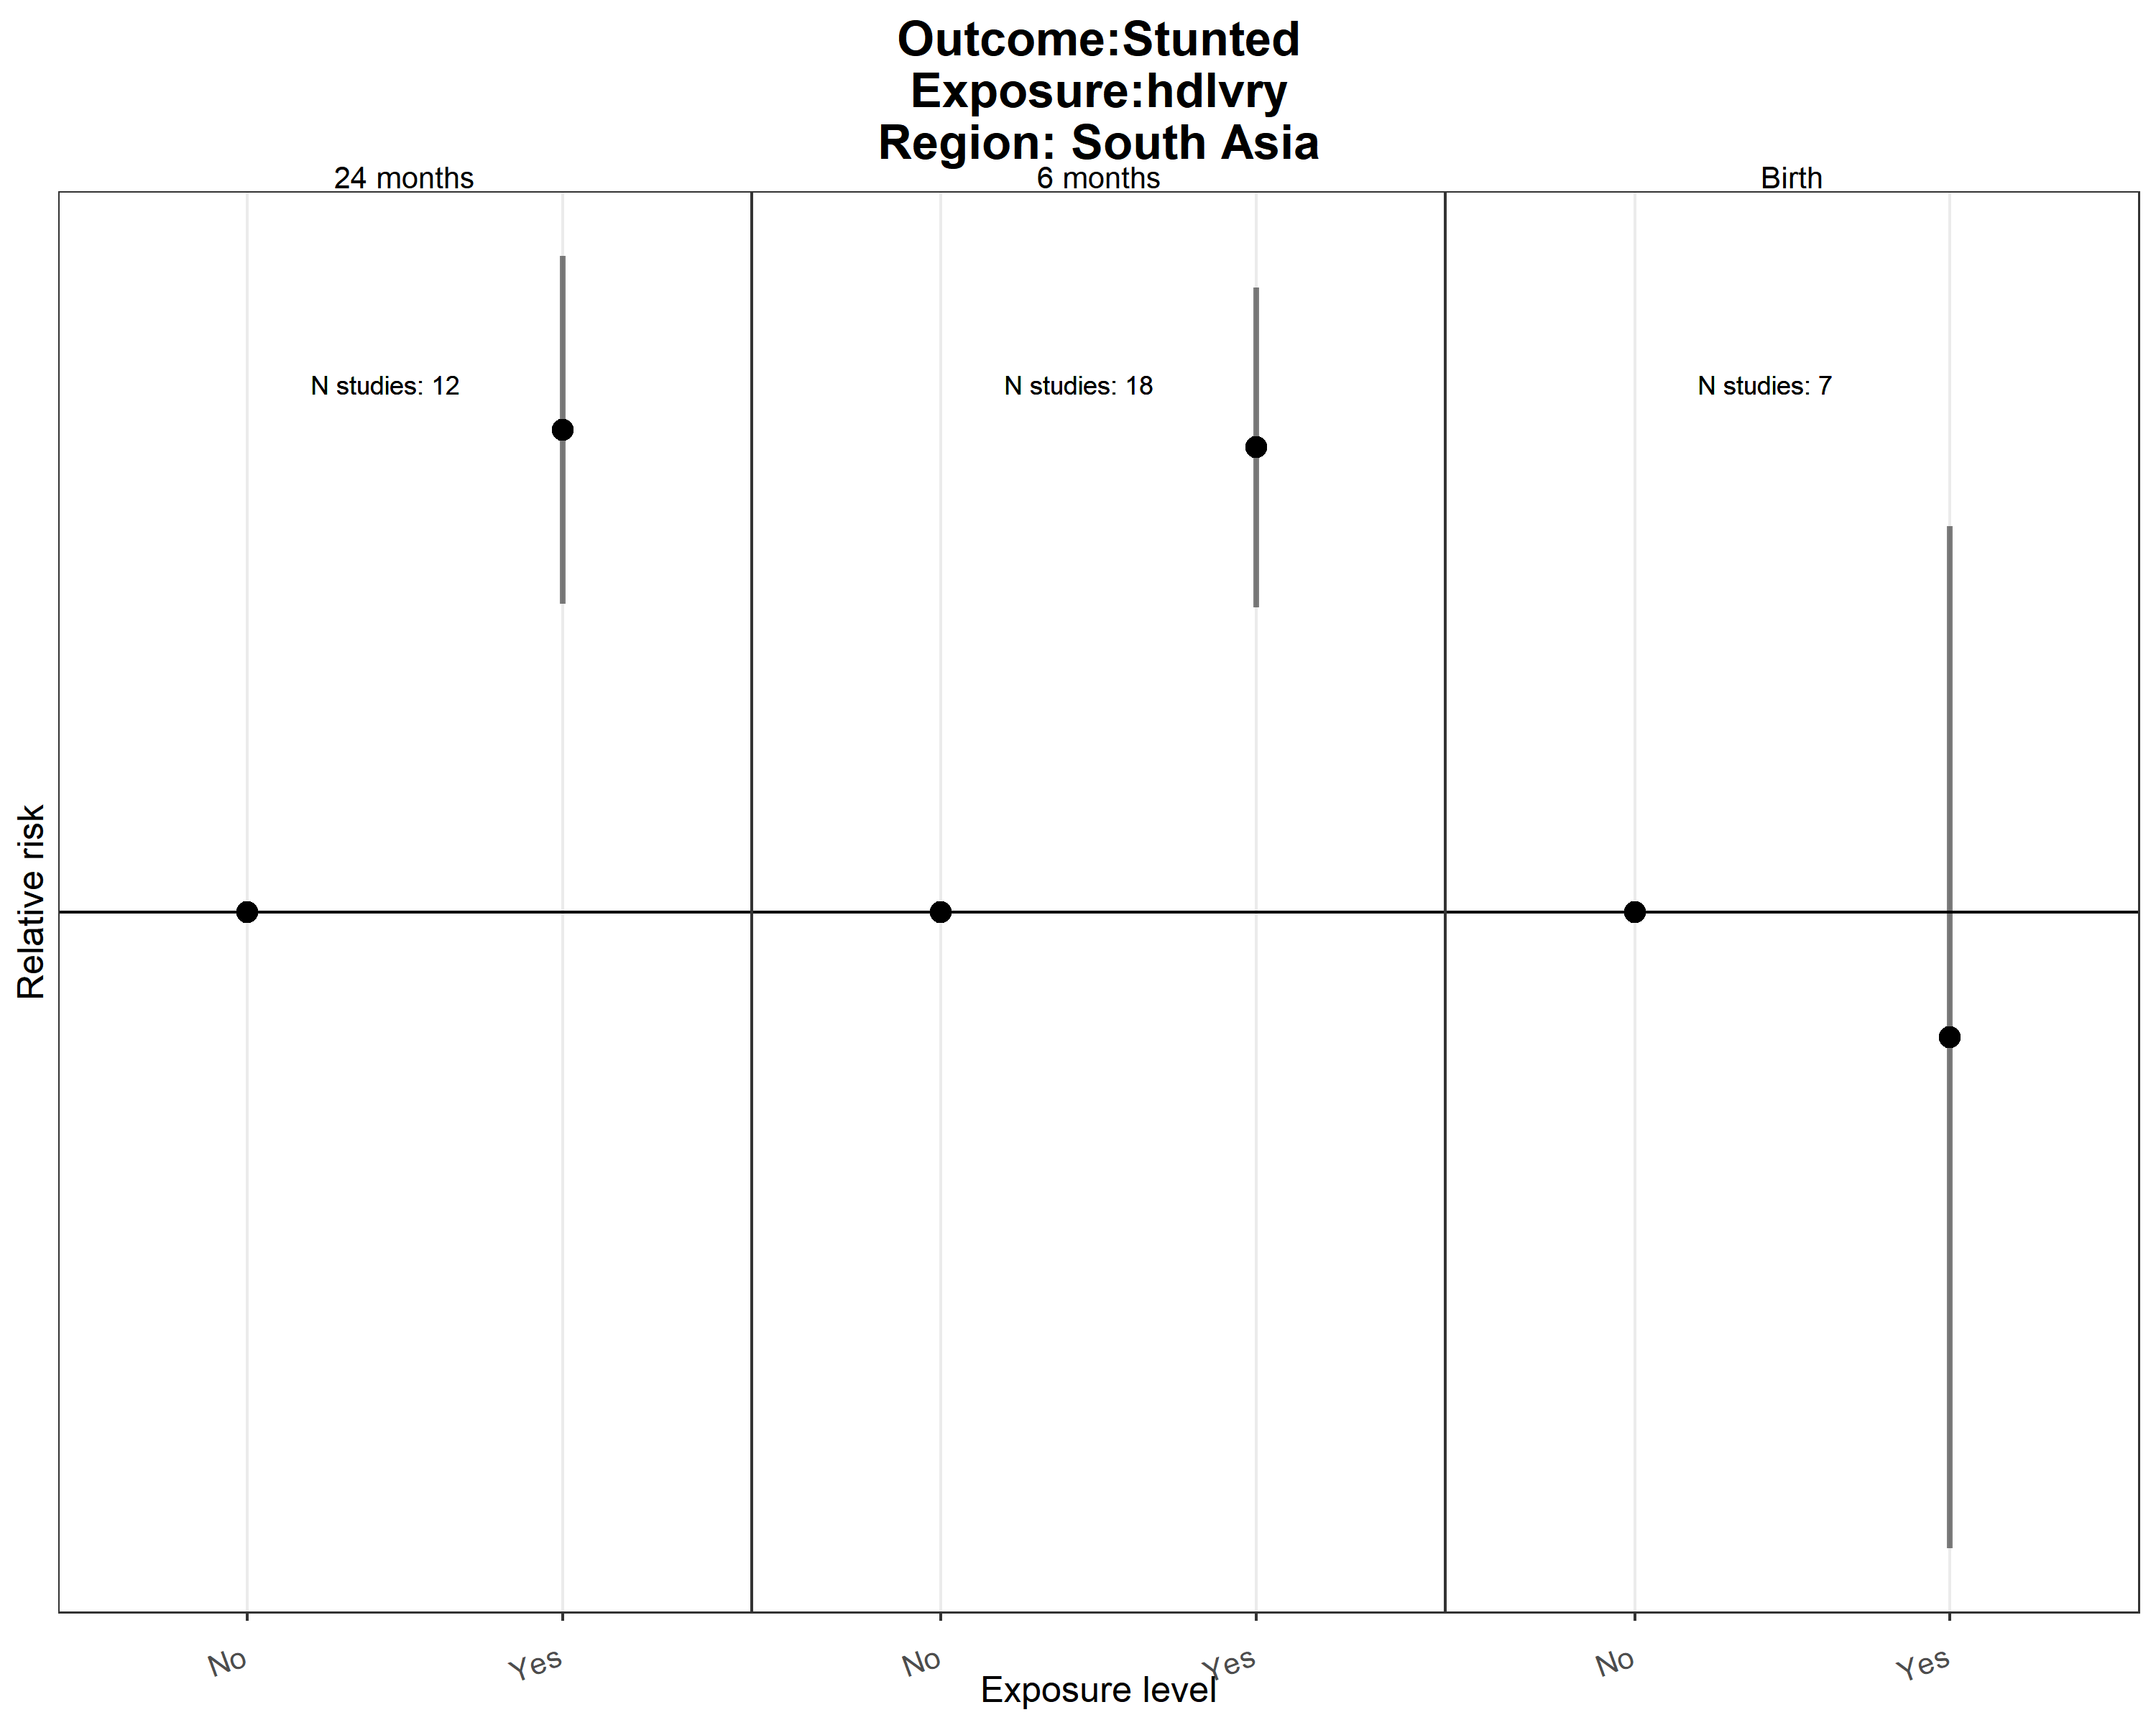 Outcome:Stunted
Exposure:hdlvry
Region: South Asia
24 months
6 months
Birth
N studies: 12
N studies: 18
N studies: 7
Relative risk
No
Yes
No
Yes
No
Yes
Exposure level